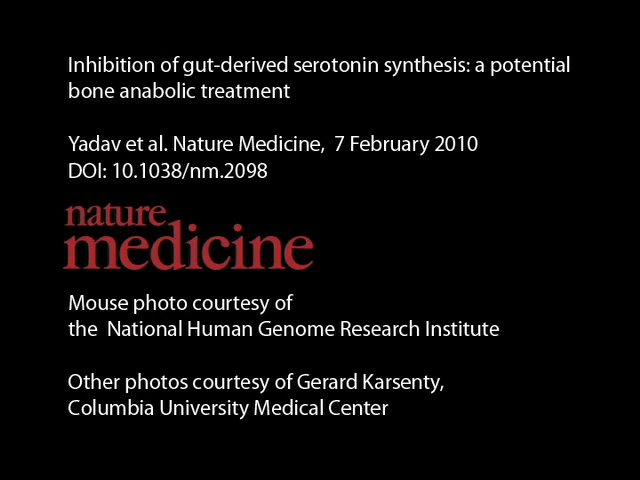 Inhibition of gut-derived serotonin synthesis: a potential
bone anabolic treatment
Yadav et al. Nature Medicine,  7 February 2010
DOI: 10.1038/nm.2098
nature
medicine
Mouse photo courtesy of
the  National Human Genome Research Institute
Other photos courtesy of Gerard Karsenty,
Columbia University Medical Center